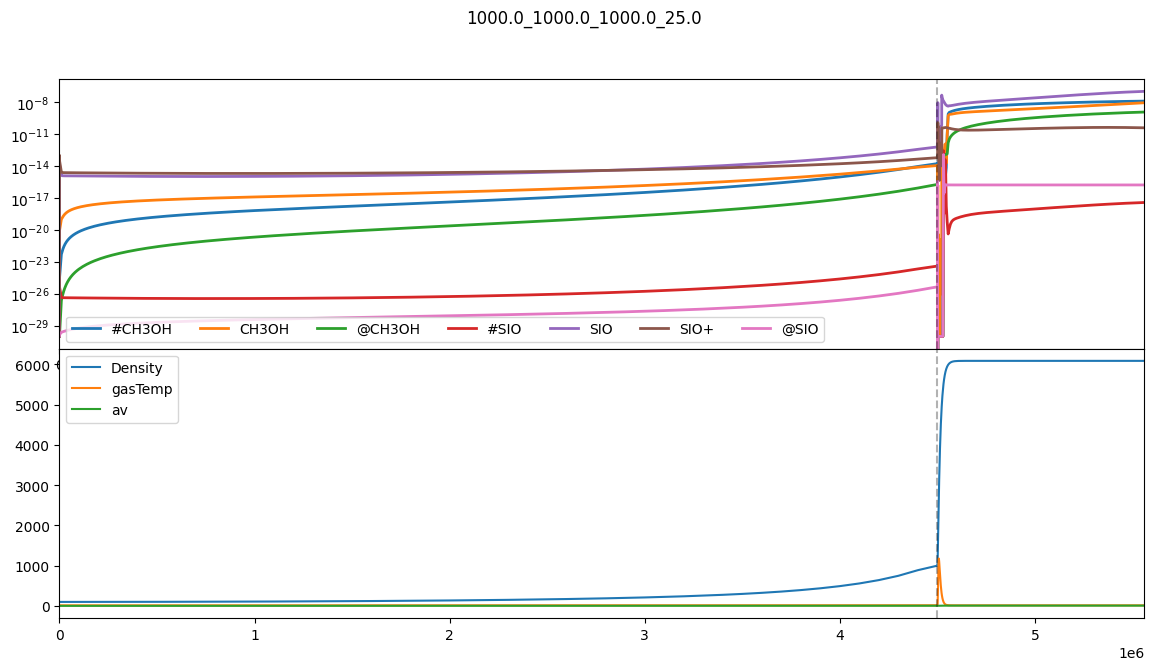 1000.0_1000.0_1000.0_25.0
10⁻⁸
10⁻¹¹
10⁻¹⁴
10⁻¹⁷
10⁻²⁰
10⁻²³
10⁻²⁶
10⁻²⁹
#CH3OH CH3OH @CH3OH #SIO SIO SIO+ @SIO
6000
5000
4000
3000
2000
1000
0
Density
gasTemp
av
0 1 2 3 4 5
1e6